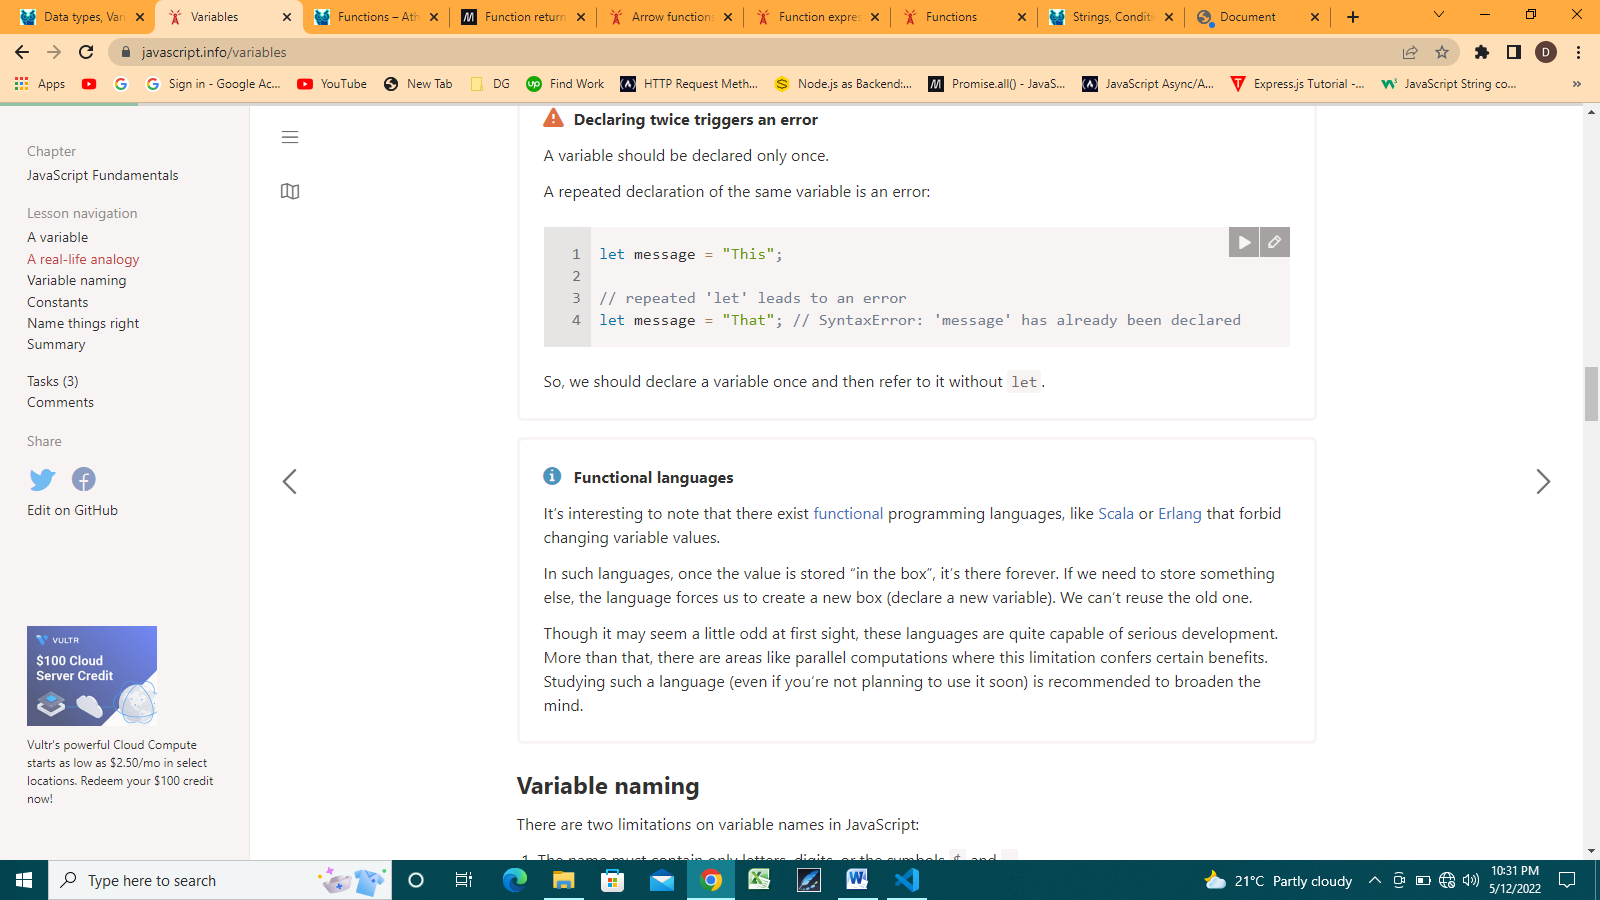 Data types, Vari
Variables
Functions – Ath
Function return
Arrow functions
Function expres
Functions
Strings, Conditi
Document
javascript.info/variables
D
Apps
Sign in - Google Ac...
YouTube
New Tab
DG
Find Work
HTTP Request Meth...
Node.js as Backend:...
Promise.all() - JavaS...
JavaScript Async/A...
Express.js Tutorial -...
JavaScript String co...
»
Chapter
JavaScript Fundamentals
Lesson navigation
A variable
A real-life analogy
Variable naming
Constants
Name things right
Summary
Tasks (3)
Comments
Share
Edit on GitHub
VULTR
$100 Cloud
Server Credit
Vultr's powerful Cloud Compute
starts as low as $2.50/mo in select
locations. Redeem your $100 credit
now!
Declaring twice triggers an error
A variable should be declared only once.
A repeated declaration of the same variable is an error:
1 let message = "This";
2
3 // repeated 'let' leads to an error
4 let message = "That"; // SyntaxError: 'message' has already been declared
So, we should declare a variable once and then refer to it without let.
Functional languages
It's interesting to note that there exist functional programming languages, like Scala or Erlang that forbid
changing variable values.
In such languages, once the value is stored “in the box”, it's there forever. If we need to store something
else, the language forces us to create a new box (declare a new variable). We can't reuse the old one.
Though it may seem a little odd at first sight, these languages are quite capable of serious development.
More than that, there are areas like parallel computations where this limitation confers certain benefits.
Studying such a language (even if you're not planning to use it soon) is recommended to broaden the
mind.
Variable naming
There are two limitations on variable names in JavaScript:
1. The name must contain only letters, digits, or the symbols $ and
Type here to search
21°C Partly cloudy
10:31 PM
5/12/2022